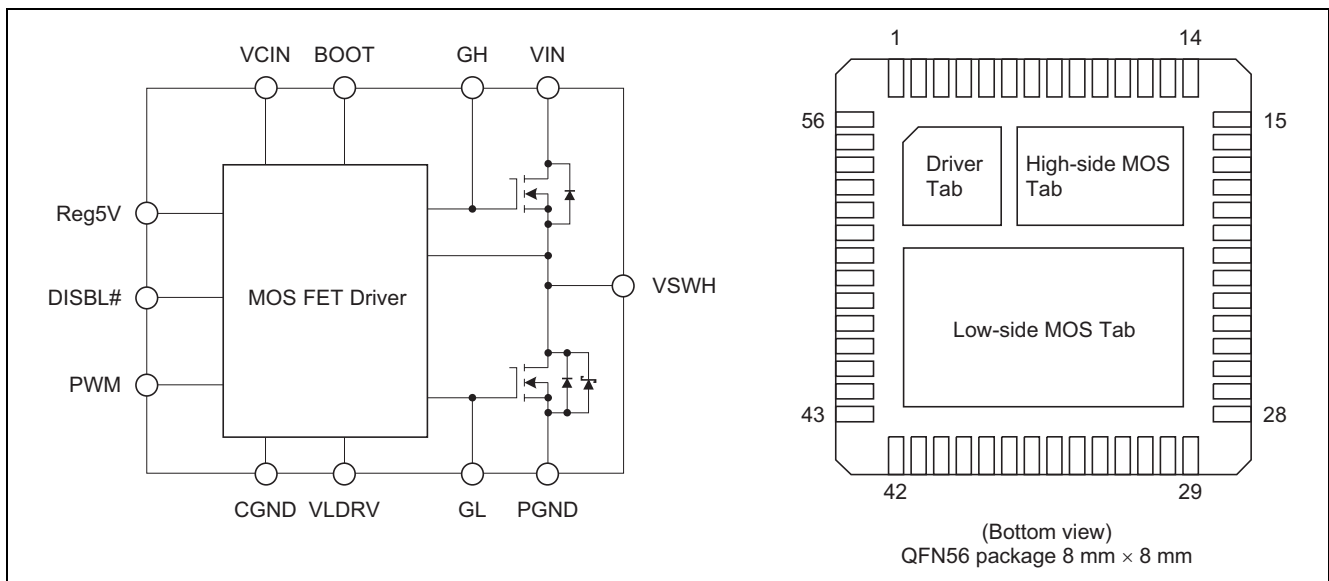 VCIN BOOT GH VIN
Reg5V
DISBL#
PWM
MOS FET Driver
VSWH
CGND VLDRV GL PGND
1 14
56 15
Driver
Tab
High-side MOS
Tab
Low-side MOS Tab
43 28
42 29
(Bottom view)
QFN56 package 8 mm × 8 mm